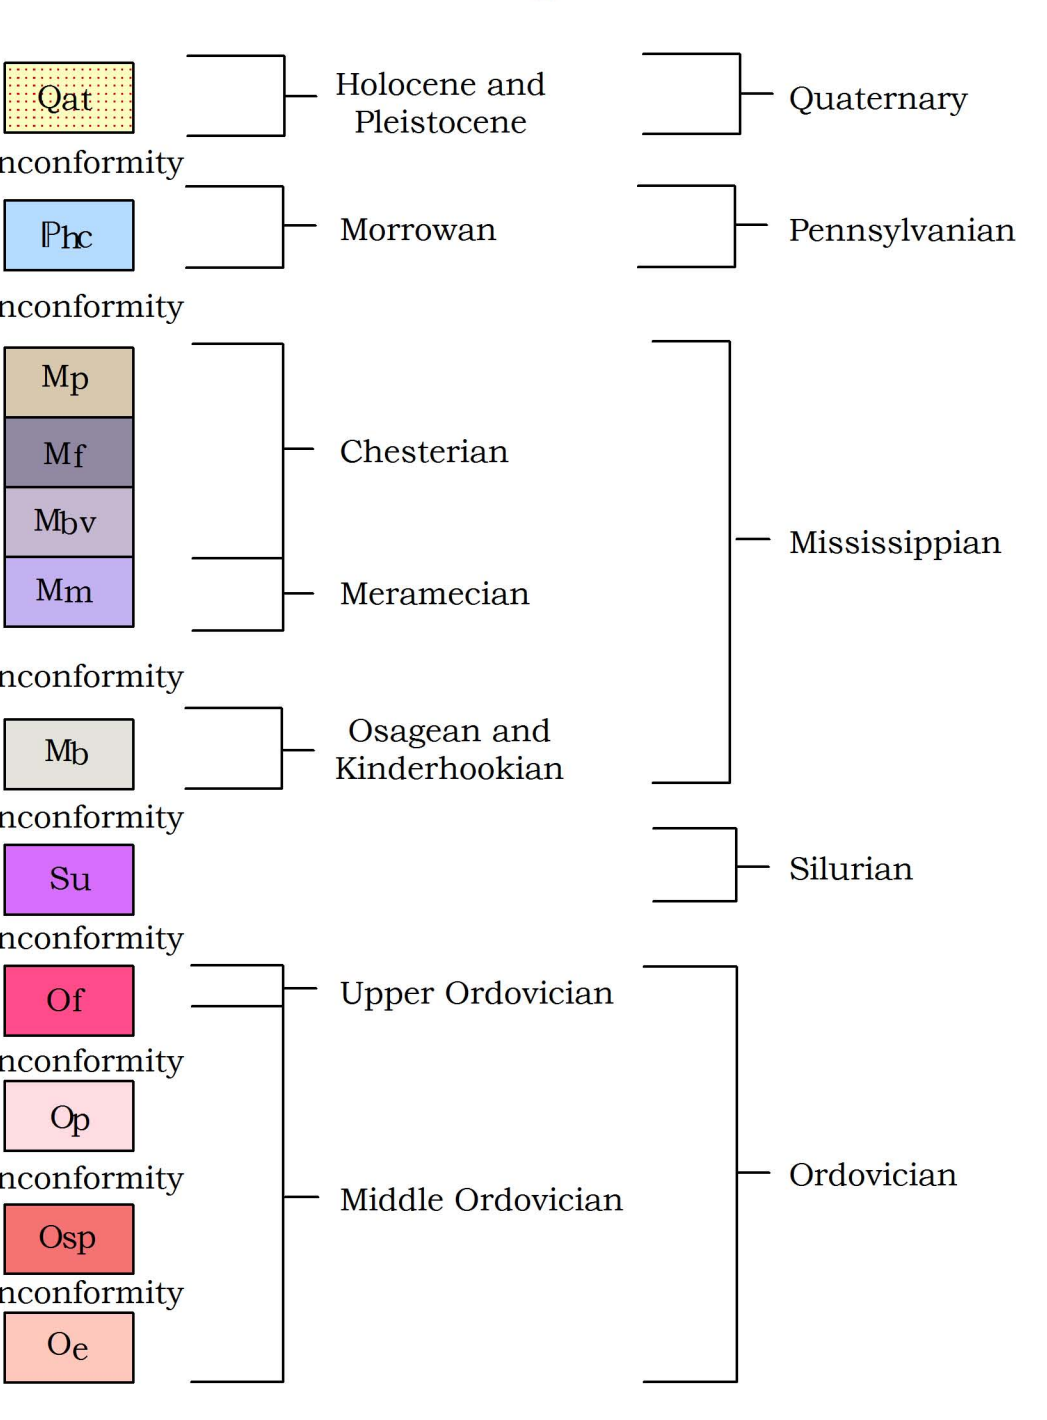 Qat
Holocene and
Pleistocene
Quaternary
nconformity
ℙhc
Morrowan
Pennsylvanian
nconformity
Mp
Mf
Chesterian
Mbv
Mississippian
Mm
Meramecian
nconformity
Mb
Osagean and
Kinderhookian
nconformity
Su
Silurian
nconformity
Of
Upper Ordovician
nconformity
Op
nconformity
Middle Ordovician
Ordovician
Osp
nconformity
Oe